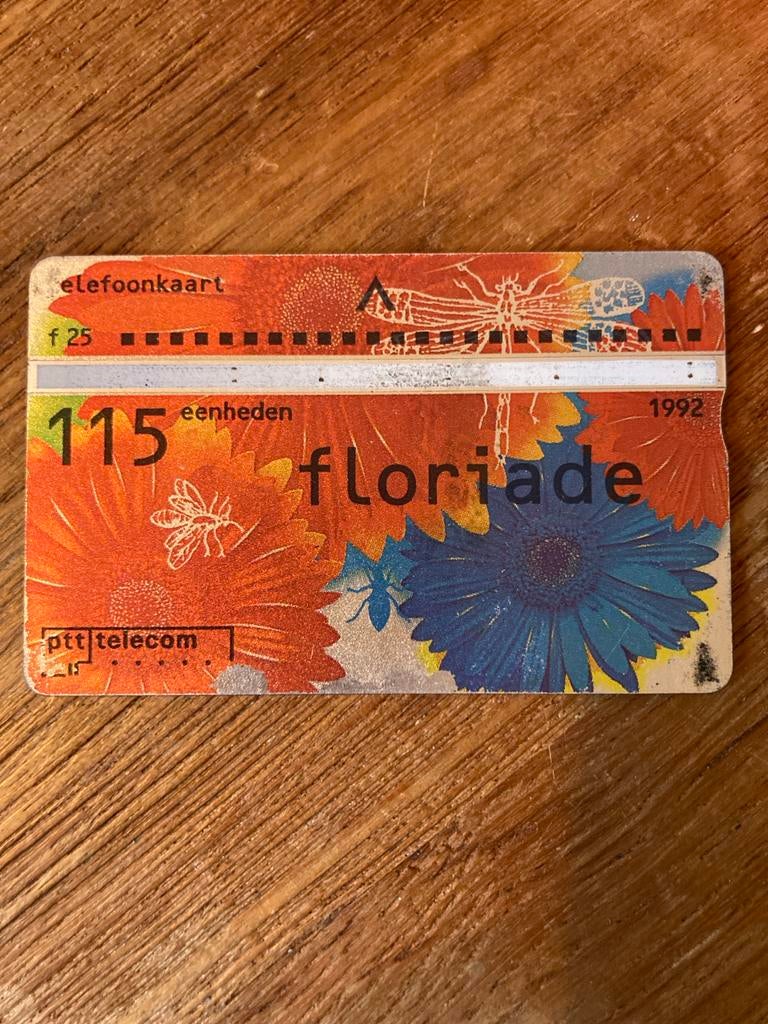 elefoonkaart
f 25
115 eenheden 1992
floriade
ptt telecom